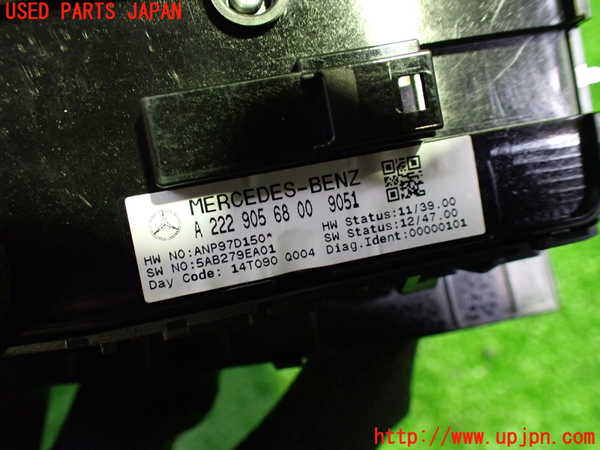 USED PARTS JAPAN
MERCEDES-BENZ
A 222 905 68 00 9051
HW NO:ANP97D150*
SW NO:5AB279EA01
Day Code: 14T090 Q004
HW Status:11/39.00
SW Status:12/47.00
Diag.Ident:00000101
http://www.upjpn.com/